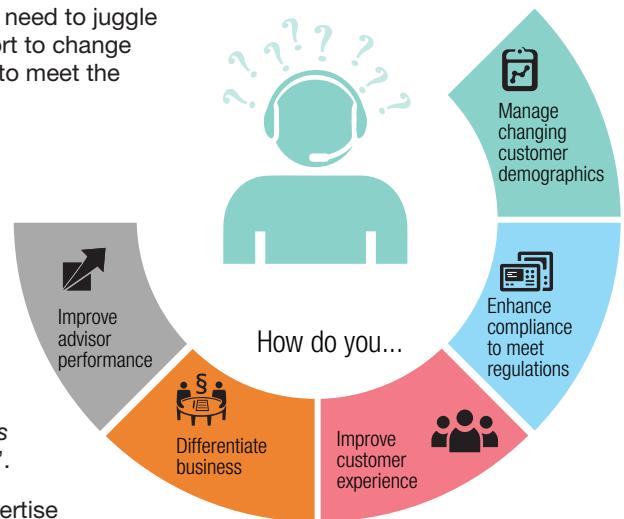 need to juggle
ort to change
to meet the
? ? ? ? ? ? ? ?
Manage
changing
customer
demographics
Enhance
compliance
to meet
regulations
Improve
customer
experience
§
Differentiate
business
Improve
advisor
performance
How do you...
s
’.
ertise